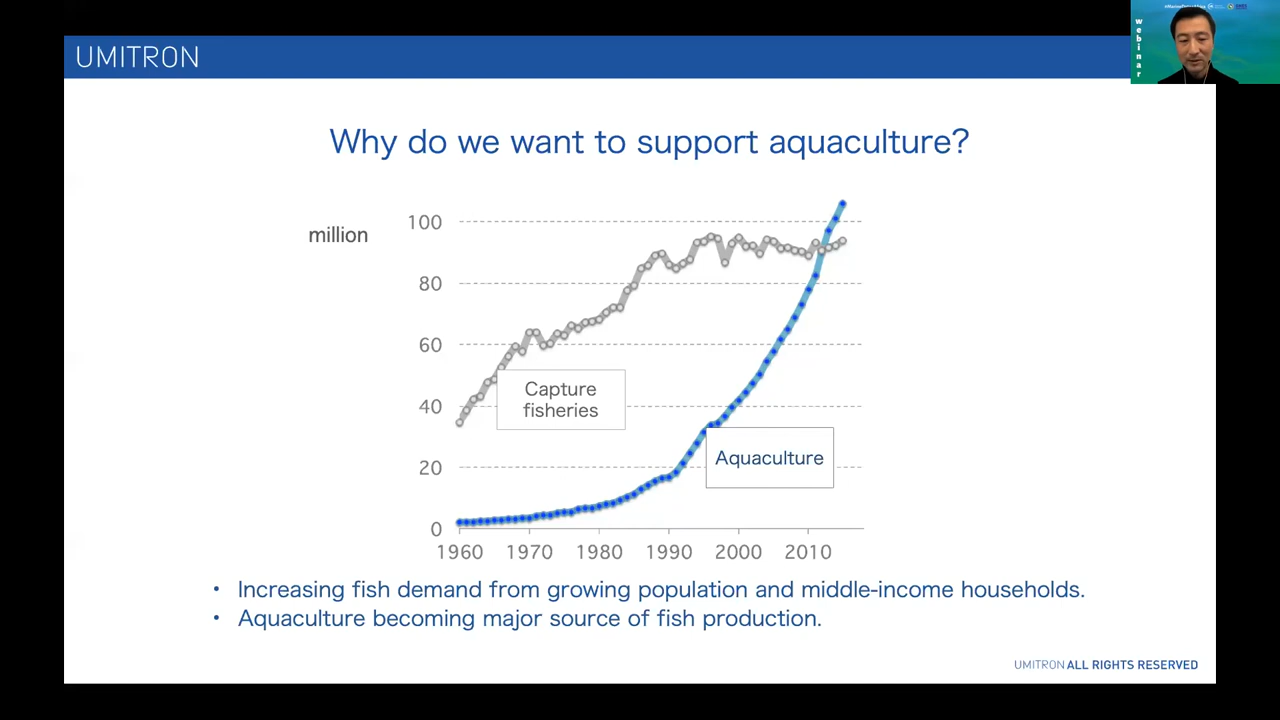 UMITRON
webinar
Why do we want to support aquaculture?
million
100
80
60
40
20
0
Capture
fisheries
Aquaculture
1960 1970 1980 1990 2000 2010
• Increasing fish demand from growing population and middle-income households.
• Aquaculture becoming major source of fish production.
UMITRON ALL RIGHTS RESERVED